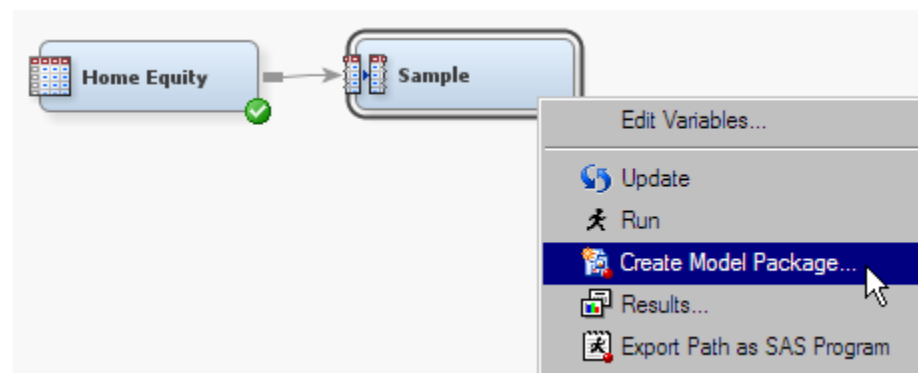 Home Equity
Sample
Edit Variables...
Update
Run
Create Model Package...
Results...
Export Path as SAS Program